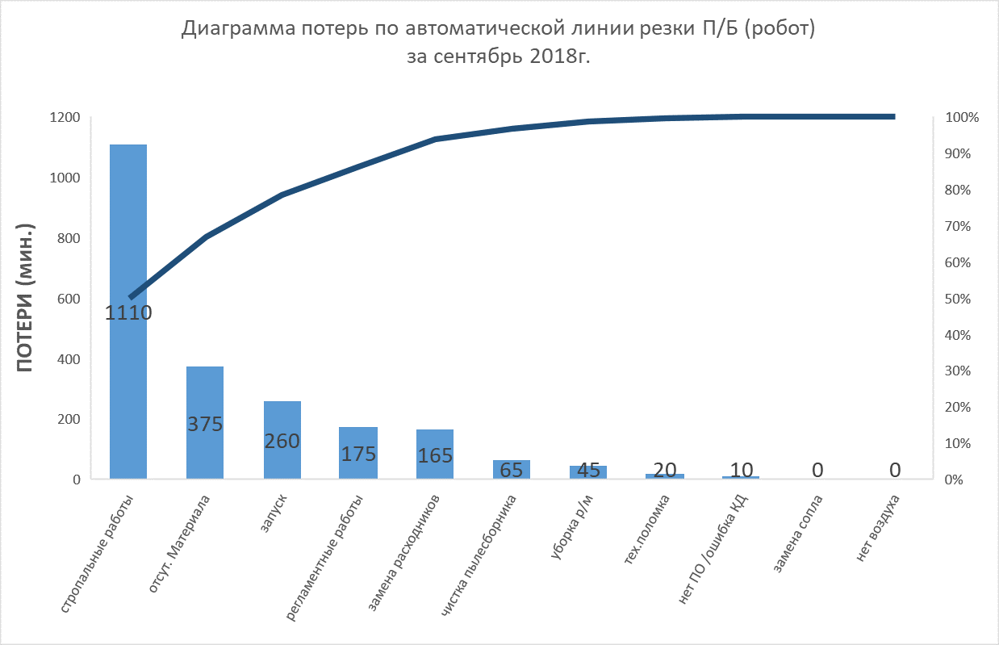 Диаграмма потерь по автоматической линии резки П/Б (робот)
за сентябрь 2018г.
ПОТЕРИ (мин.)
1200
1000
800
600
400
200
0
100%
90%
80%
70%
60%
50%
40%
30%
20%
10%
0%
1110
375
260
175
165
65
45
20
10
0
0
стропальные работы
отсут. Материала
запуск
регламентные работы
замена расходников
чистка пылесборника
уборка р/м
тех.поломка
нет ПО /ошибка КД
замена сопла
нет воздуха